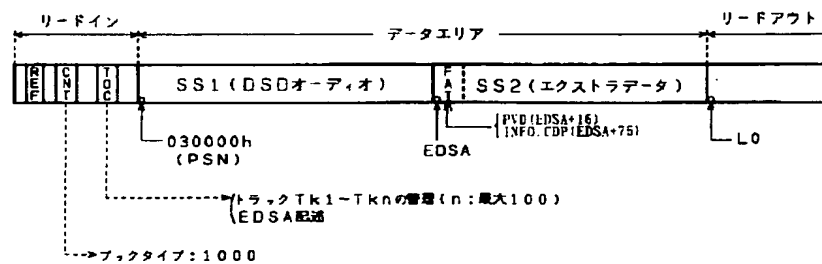 リードイン
データエリア
リードアウト
REF
CNT
TOC
SS1(DSDオーディオ)
FAT
SS2(エクストラデータ)
030000h
(PSN)
EDSA
PVD(EDSA+16)
INFO.CDP(EDSA+75)
LO
トラックTk1~Tknの管理(n:最大100)
EDSA記述
ブックタイプ:1000